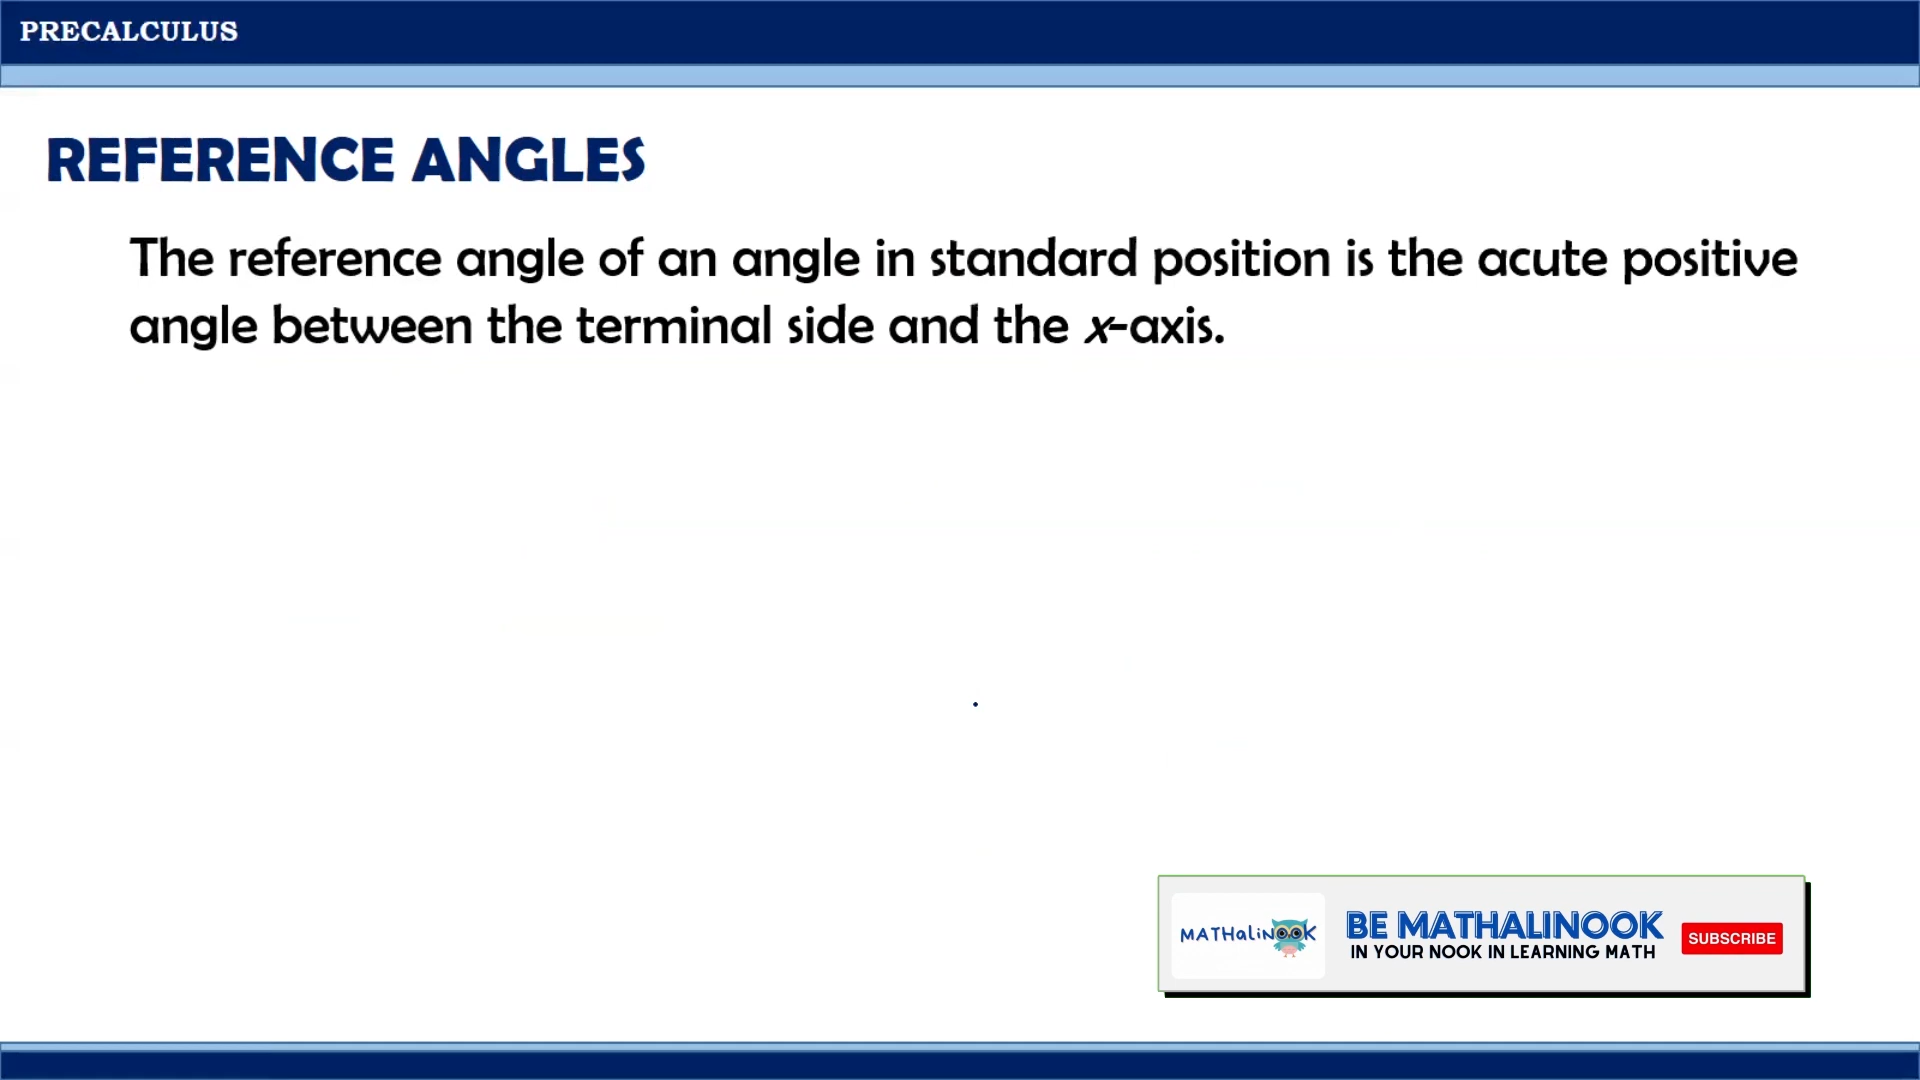 PRECALCULUS
REFERENCE ANGLES
The reference angle of an angle in standard position is the acute positive
angle between the terminal side and the x-axis.
MATHaliNOOK
BE MATHALINOOK
IN YOUR NOOK IN LEARNING MATH
SUBSCRIBE